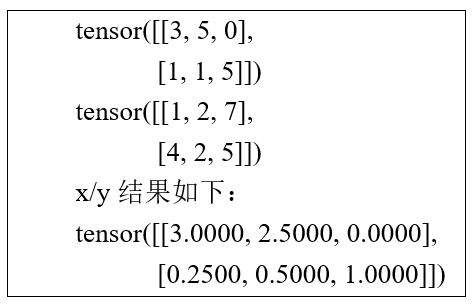 tensor([[3, 5, 0],
[1, 1, 5]])
tensor([[1, 2, 7],
[4, 2, 5]])
x/y 结果如下：
tensor([[3.0000, 2.5000, 0.0000],
[0.2500, 0.5000, 1.0000]])